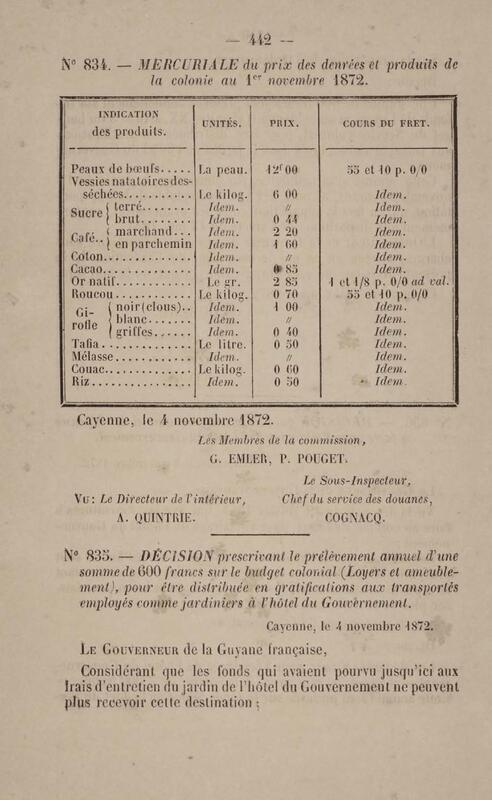 — 442 —
N° 834. — MERCURIALE du prix des denrées et produits de
la colonie au 1er novembre 1872.
INDICATION des produits. UNITÉS. PRIX. COURS DU FRET.
Peaux de bœufs..... La peau. 12f 00 55 et 10 p. 0/0
Vessies natatoires des-
séchées........... Le kilog. 6 00 Idem.
Sucre { terré........ Idem. // Idem.
{ brut........ Idem. 0 44 Idem.
Café.. { marchand... Idem. 2 20 Idem.
{ en parchemin Idem. 1 60 Idem.
Coton............. Idem. // Idem.
Cacao............. Idem. 0 85 Idem.
Or natif........... Le gr. 2 85 1 et 1/8 p. 0/0 ad val.
Roucou............ Le kilog. 0 70 55 et 10 p. 0/0
Gi-rofle { noir (clous).. Idem. 1 00 Idem.
{ blanc....... Idem. // Idem.
{ griffes...... Idem. 0 40 Idem.
Tafia.............. Le litre. 0 50 Idem.
Mélasse............ Idem. // Idem.
Couac............. Le kilog. 0 60 Idem.
Riz................ Idem. 0 50 Idem.
Cayenne, le 4 novembre 1872.
Les Membres de la commission,
G. EMLER, P. POUGET.
Le Sous-Inspecteur,
VU : Le Directeur de l'intérieur, Chef du service des douanes,
A. QUINTRIE. COGNACQ.
N° 835. — DÉCISION prescrivant le prélèvement annuel d'une
somme de 600 francs sur le budget colonial (Loyers et ameuble-
ment), pour être distribuée en gratifications aux transportés
employés comme jardiniers à l'hôtel du Gouvernement.
Cayenne, le 4 novembre 1872.
LE GOUVERNEUR de la Guyane française,
Considérant que les fonds qui avaient pourvu jusqu'ici aux
frais d'entretien du jardin de l'hôtel du Gouvernement ne peuvent
plus recevoir cette destination ;